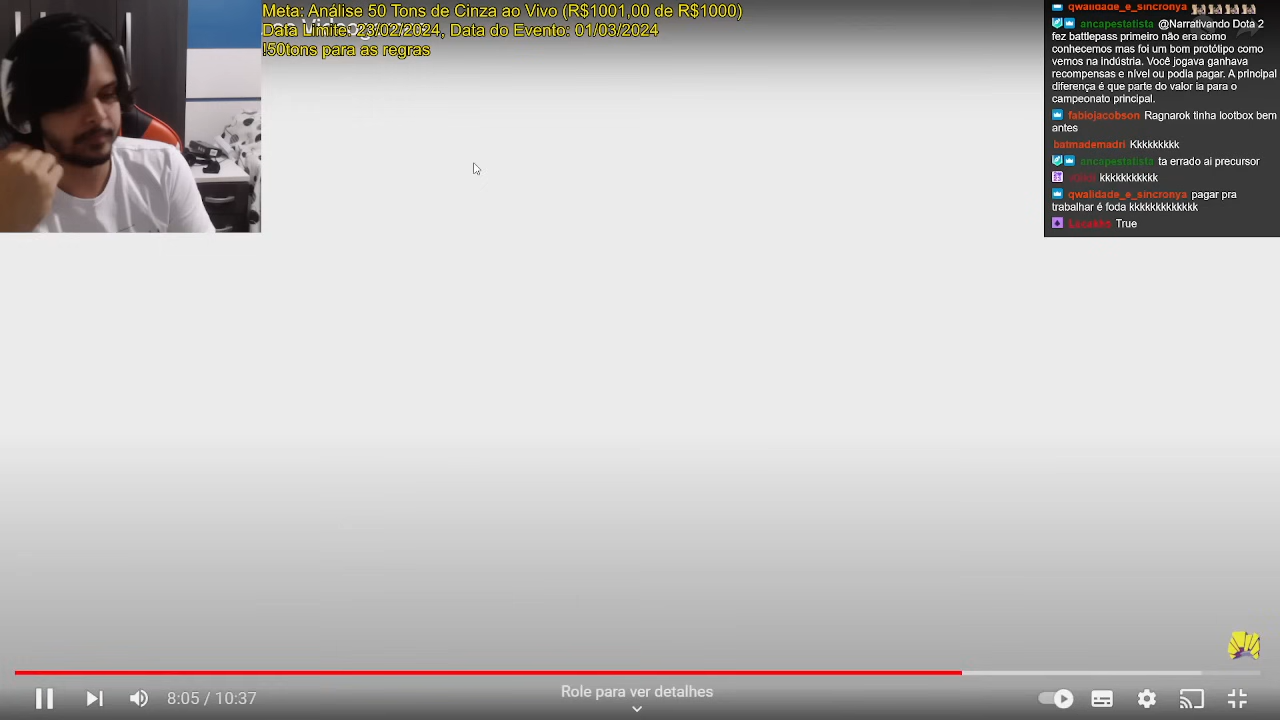 Meta: Análise 50 Tons de Cinza ao Vivo (R$1001,00 de R$1000)
Data Limite: 23/02/2024, Data do Evento: 01/03/2024
!50tons para as regras
qwalidade_e_sincronya
ancapestatista @Narrativando Dota 2
fez battlepass primeiro não era como
conhecemos mas foi um bom protótipo como
vemos na indústria. Você jogava ganhava
recompensas e nível ou podia pagar. A principal
diferença é que parte do valor ia para o
campeonato principal.
fabiojacobson Ragnarok tinha lootbox bem
antes
batmademadri Kkkkkkkkk
ancapestatista ta errado ai precursor
kkkkkkkkkkk
qwalidade_e_sincronya pagar pra
trabalhar é foda kkkkkkkkkkkkk
True
8:05 / 10:37
Role para ver detalhes